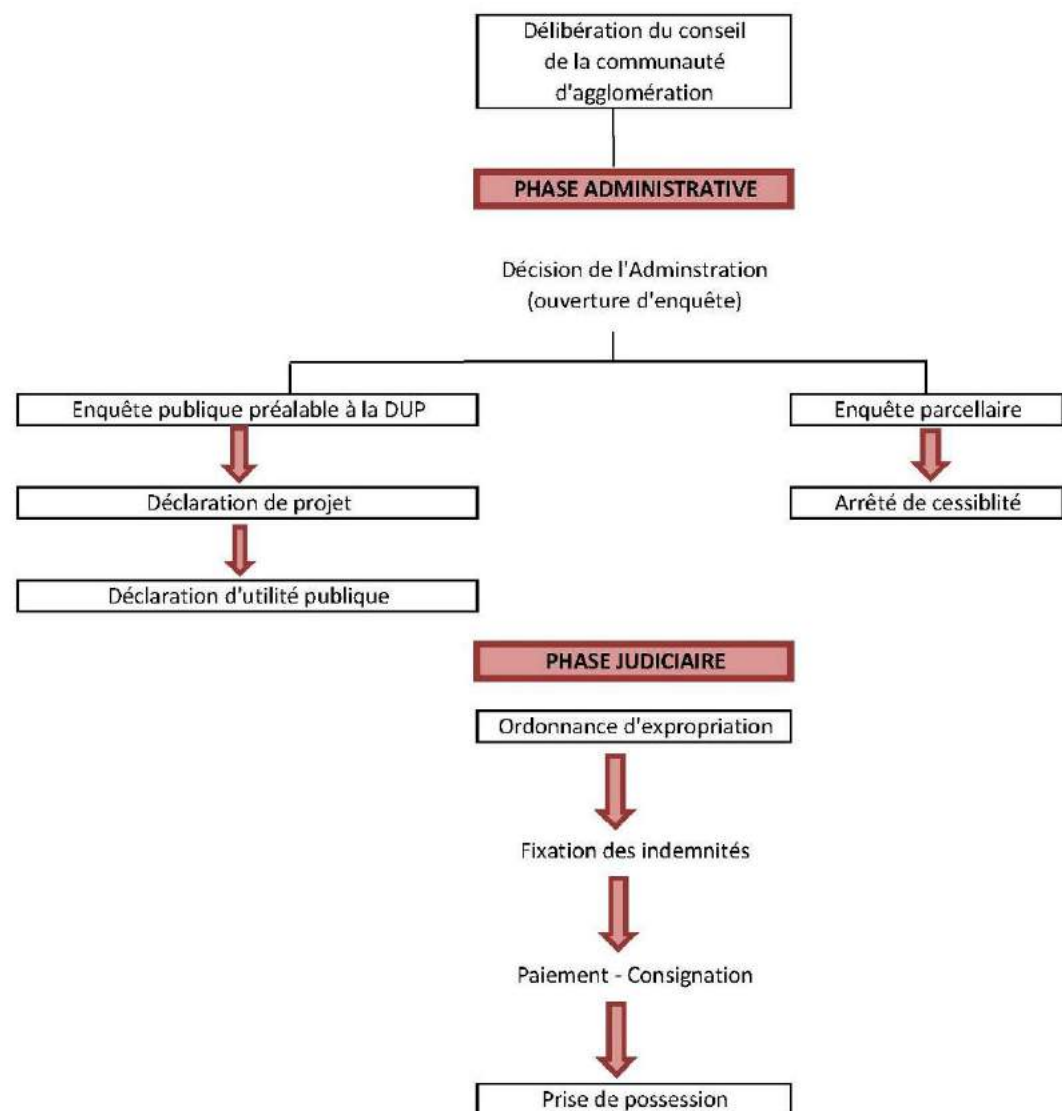 Délibération du conseil
de la communauté
d'agglomération
PHASE ADMINISTRATIVE
Décision de l'Adminstration
(ouverture d'enquête)
Enquête publique préalable à la DUP
Enquête parcellaire
Déclaration de projet
Arrêté de cessiblité
Déclaration d'utilité publique
PHASE JUDICIAIRE
Ordonnance d'expropriation
Fixation des indemnités
Paiement - Consignation
Prise de possession